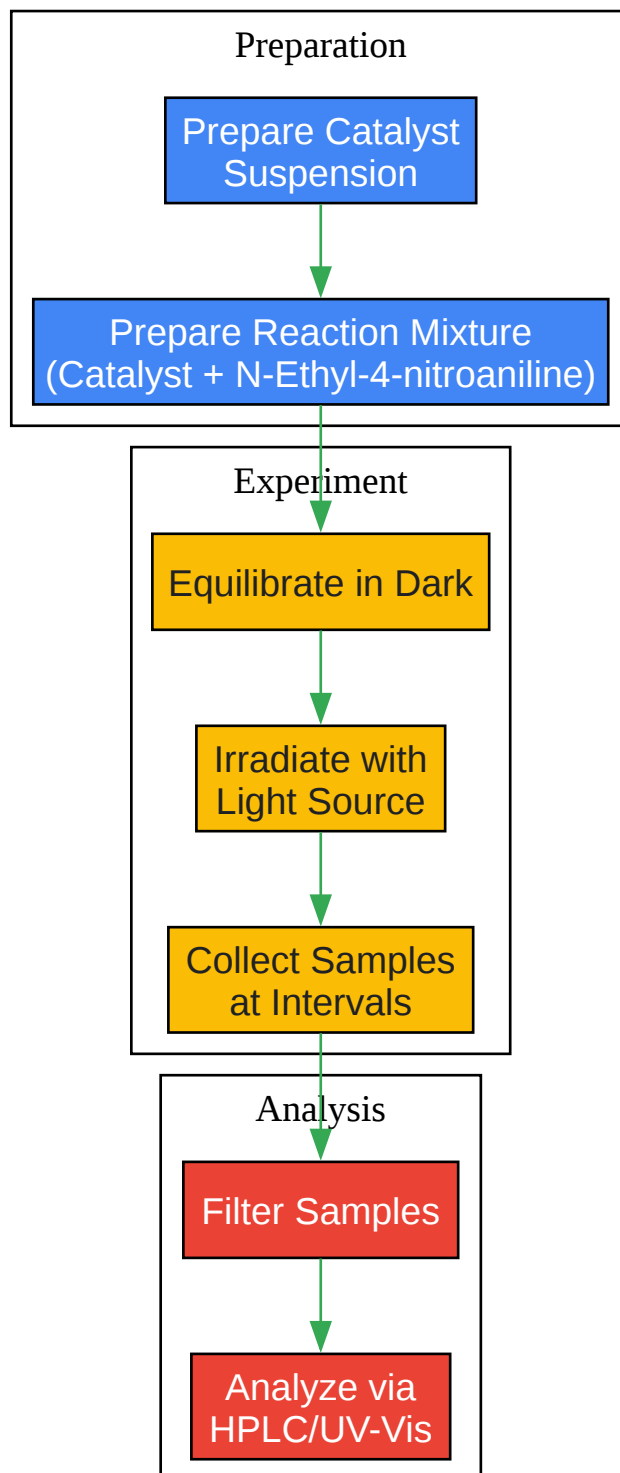 Preparation
Prepare Catalyst
Suspension
Prepare Reaction Mixture
(Catalyst + N-Ethyl-4-nitroaniline)
Experiment
Equilibrate in Dark
Irradiate with
Light Source
Collect Samples
at Intervals
Analysis
Filter Samples
Analyze via
HPLC/UV-Vis